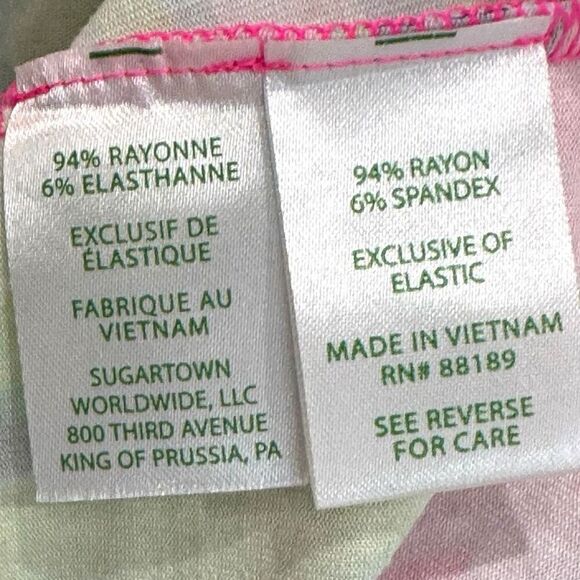 94% RAYONNE
6% ELASTHANNE
EXCLUSIF DE
ÉLASTIQUE
FABRIQUE AU
VIETNAM
SUGARTOWN
WORLDWIDE, LLC
800 THIRD AVENUE
KING OF PRUSSIA, PA
94% RAYON
6% SPANDEX
EXCLUSIVE OF
ELASTIC
MADE IN VIETNAM
RN# 88189
SEE REVERSE
FOR CARE